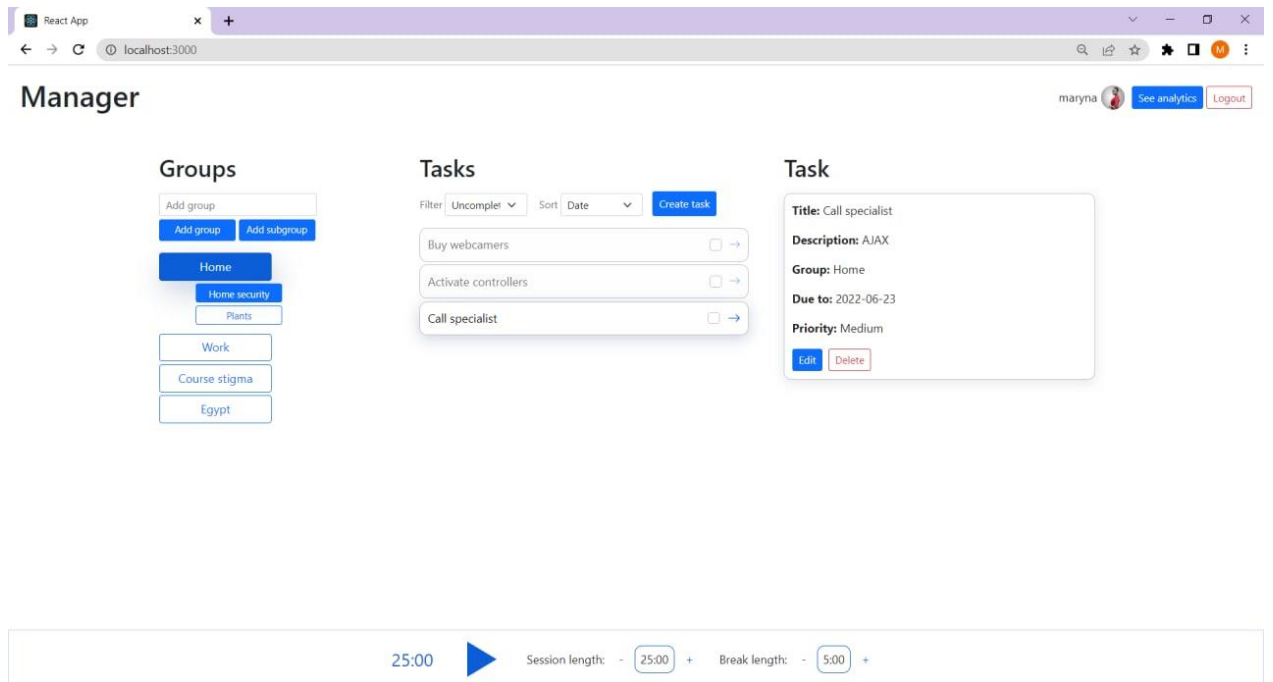 React App
localhost:3000
M
Manager
maryna See analytics Logout
Groups
Add group
Add group Add subgroup
Home
Home security
Plants
Work
Course stigma
Egypt
Tasks
Filter Uncomplet Sort Date Create task
Buy webcamers
Activate controllers
Call specialist
Task
Title: Call specialist
Description: AJAX
Group: Home
Due to: 2022-06-23
Priority: Medium
Edit Delete
25:00 Session length: - 25:00 + Break length: - 5:00 +